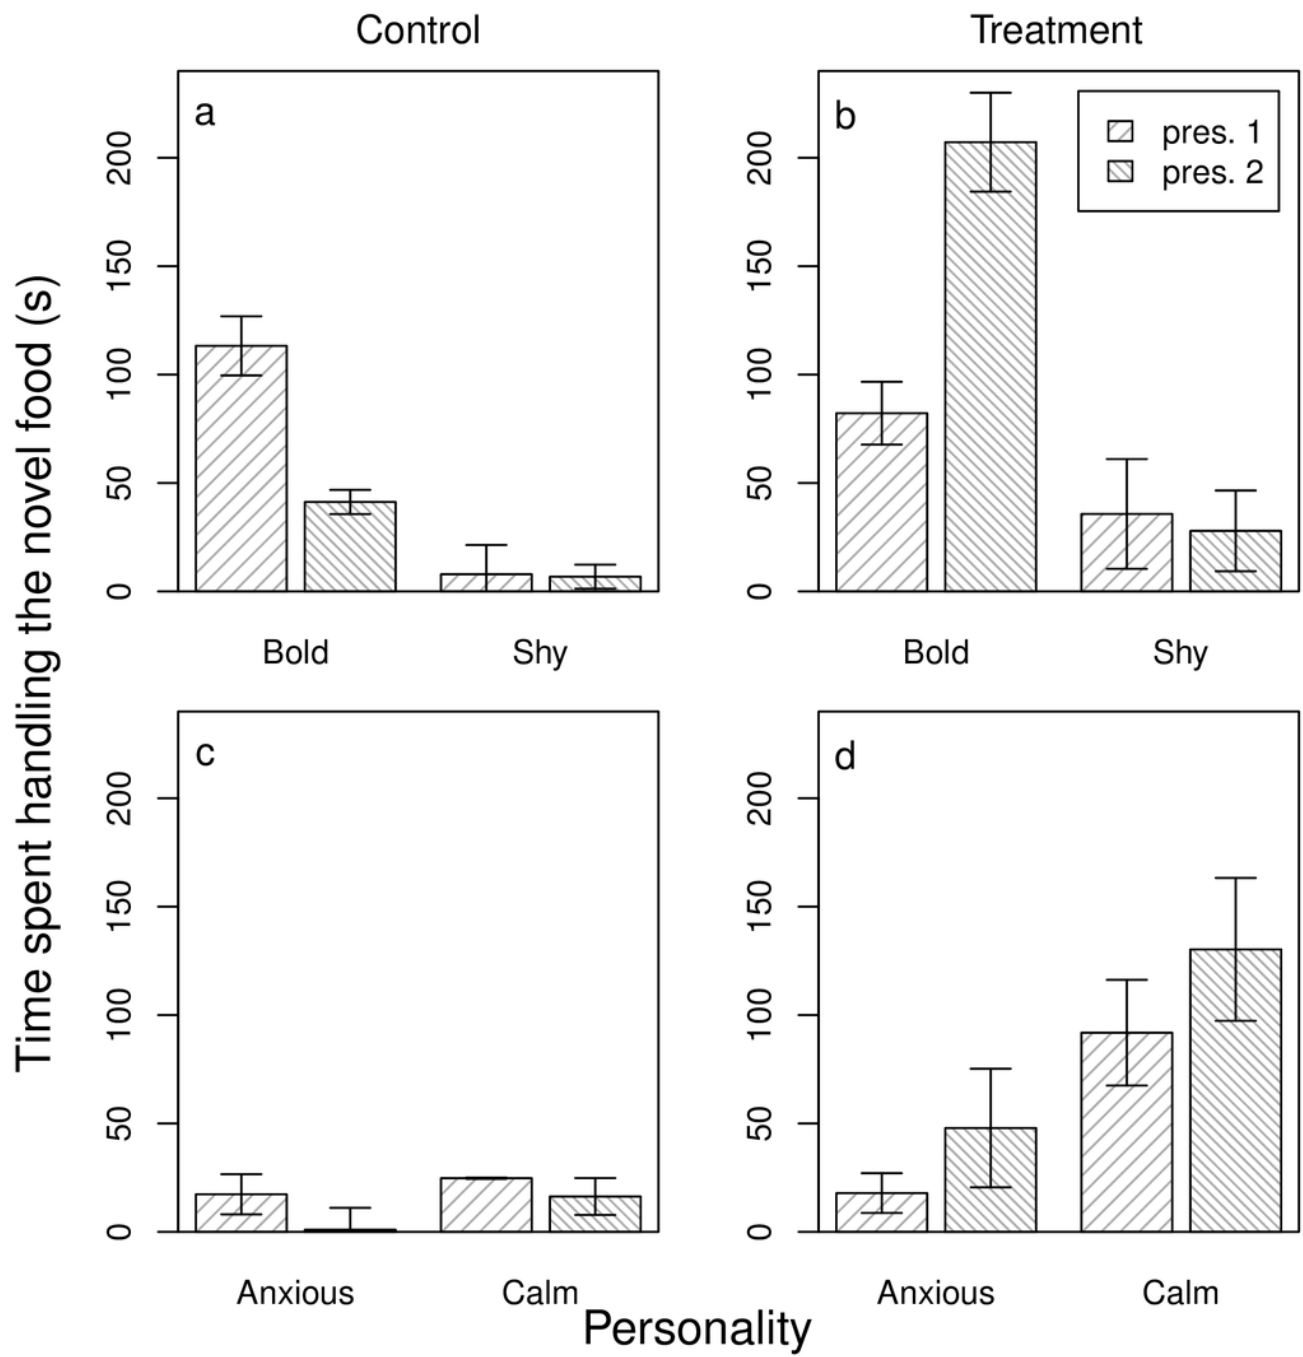 Control
Treatment
Time spent handling the novel food (s)
a
200
150
100
50
0
Bold
Shy
b
pres. 1
pres. 2
200
150
100
50
0
Bold
Shy
c
200
150
100
50
0
Anxious
Calm
d
200
150
100
50
0
Anxious
Calm
Personality